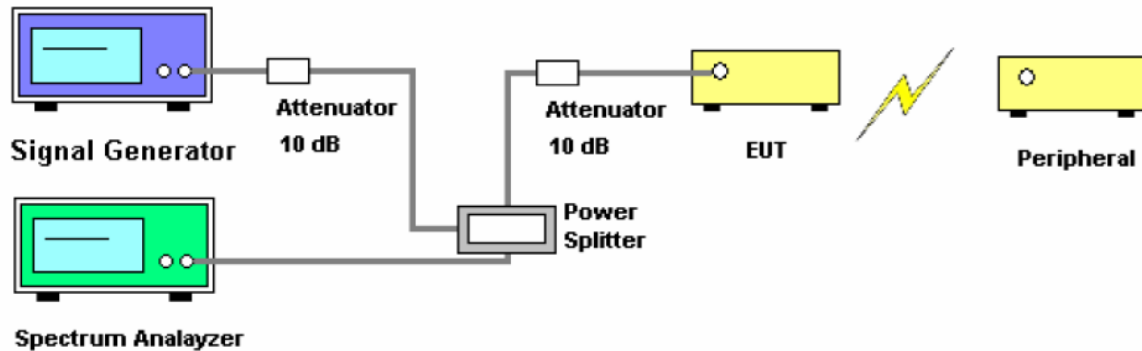 Signal Generator
Attenuator
10 dB
Attenuator
10 dB
EUT
Peripheral
Power
Splitter
Spectrum Analayzer